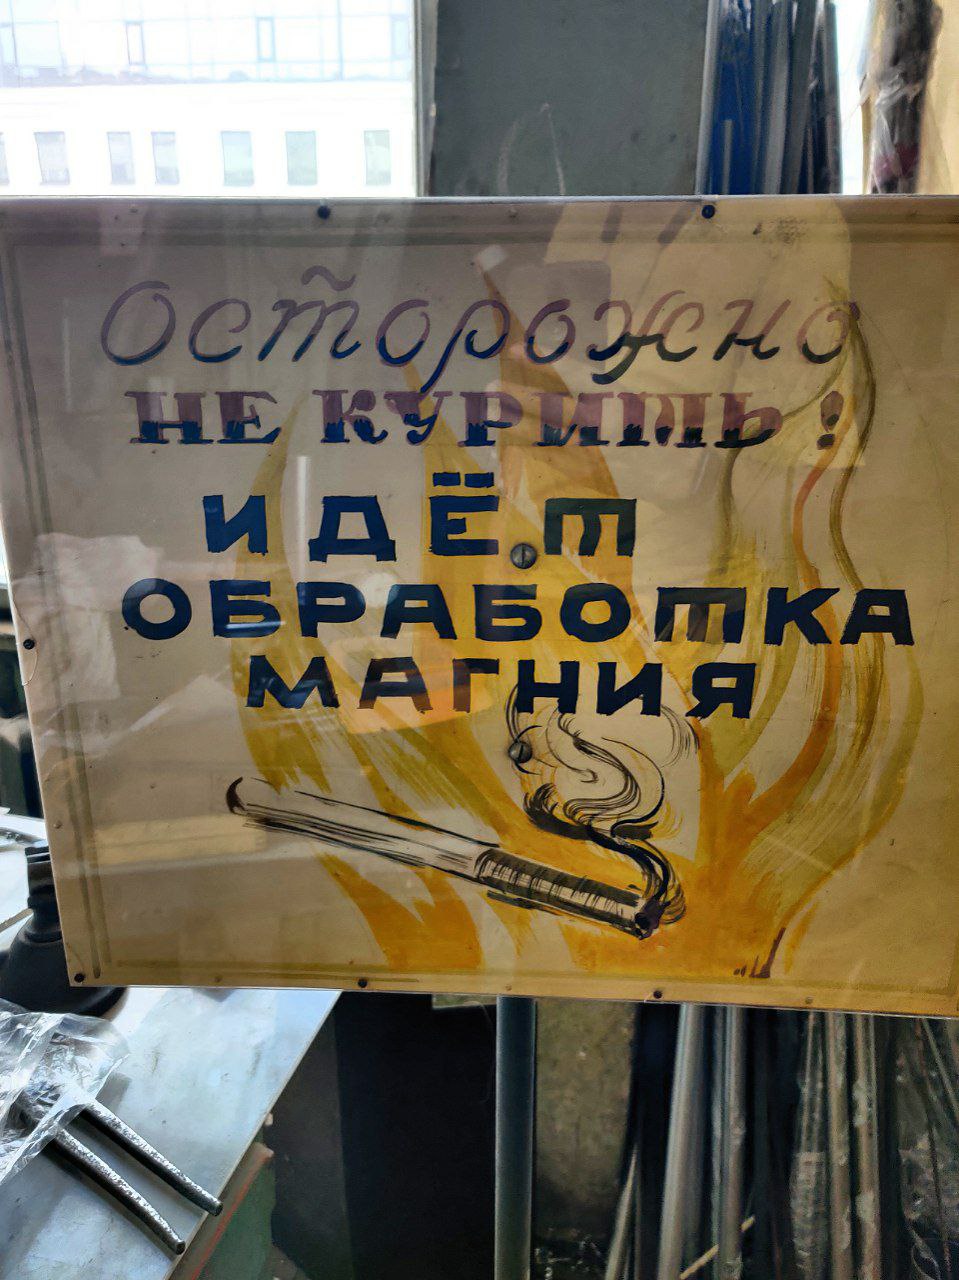 Осторожно
НЕ КУРИТЬ!
ИДЁТ
ОБРАБОТКА
МАГНИЯ